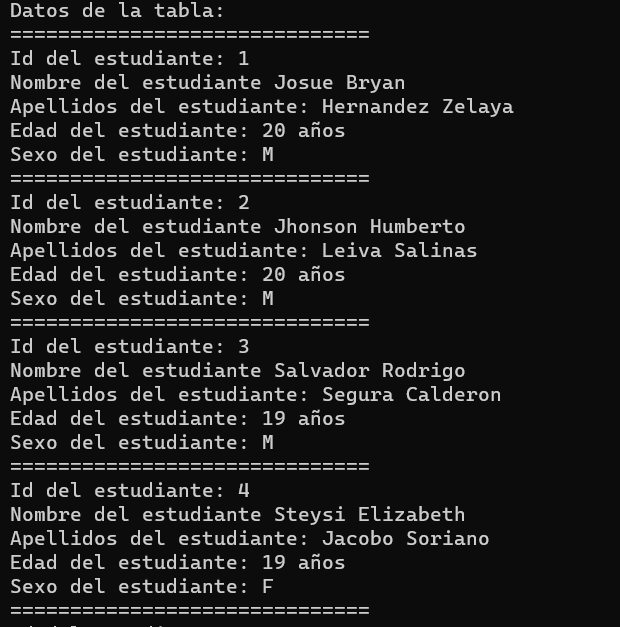 Datos de la tabla:
==============================
Id del estudiante: 1
Nombre del estudiante Josue Bryan
Apellidos del estudiante: Hernandez Zelaya
Edad del estudiante: 20 años
Sexo del estudiante: M
==============================
Id del estudiante: 2
Nombre del estudiante Jhonson Humberto
Apellidos del estudiante: Leiva Salinas
Edad del estudiante: 20 años
Sexo del estudiante: M
==============================
Id del estudiante: 3
Nombre del estudiante Salvador Rodrigo
Apellidos del estudiante: Segura Calderon
Edad del estudiante: 19 años
Sexo del estudiante: M
==============================
Id del estudiante: 4
Nombre del estudiante Steysi Elizabeth
Apellidos del estudiante: Jacobo Soriano
Edad del estudiante: 19 años
Sexo del estudiante: F
==============================